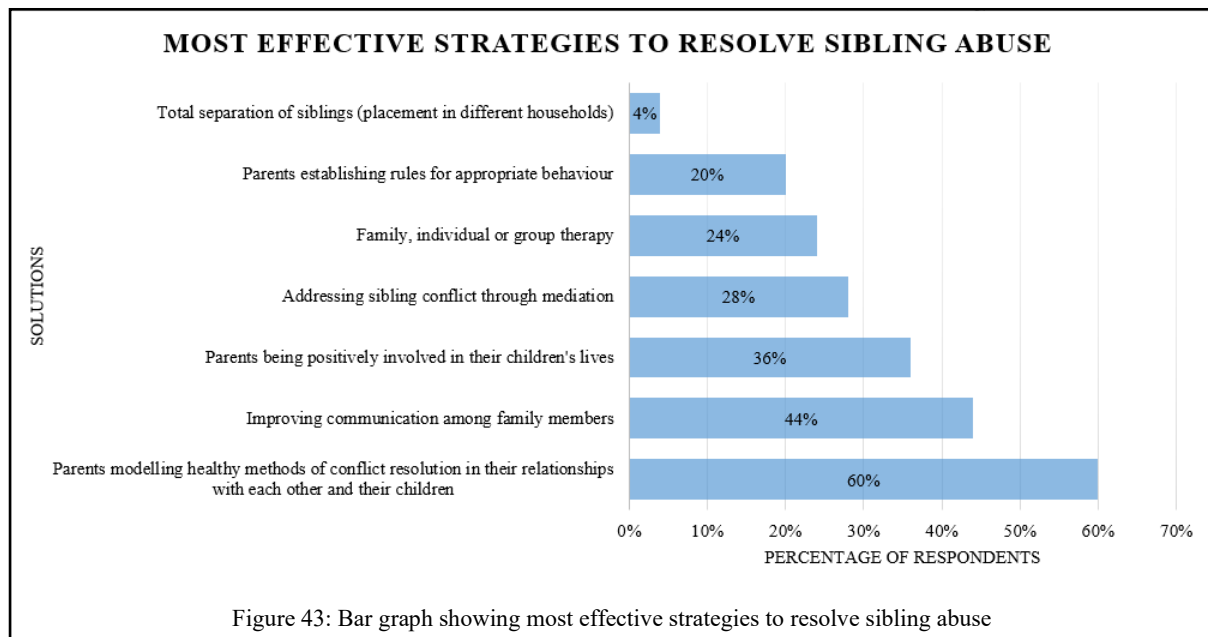 MOST EFFECTIVE STRATEGIES TO RESOLVE SIBLING ABUSE
SOLUTIONS
Total separation of siblings (placement in different households)
4%
Parents establishing rules for appropriate behaviour
20%
Family, individual or group therapy
24%
Addressing sibling conflict through mediation
28%
Parents being positively involved in their children's lives
36%
Improving communication among family members
44%
Parents modelling healthy methods of conflict resolution in their relationships
with each other and their children
60%
0% 10% 20% 30% 40% 50% 60% 70%
PERCENTAGE OF RESPONDENTS
Figure 43: Bar graph showing most effective strategies to resolve sibling abuse